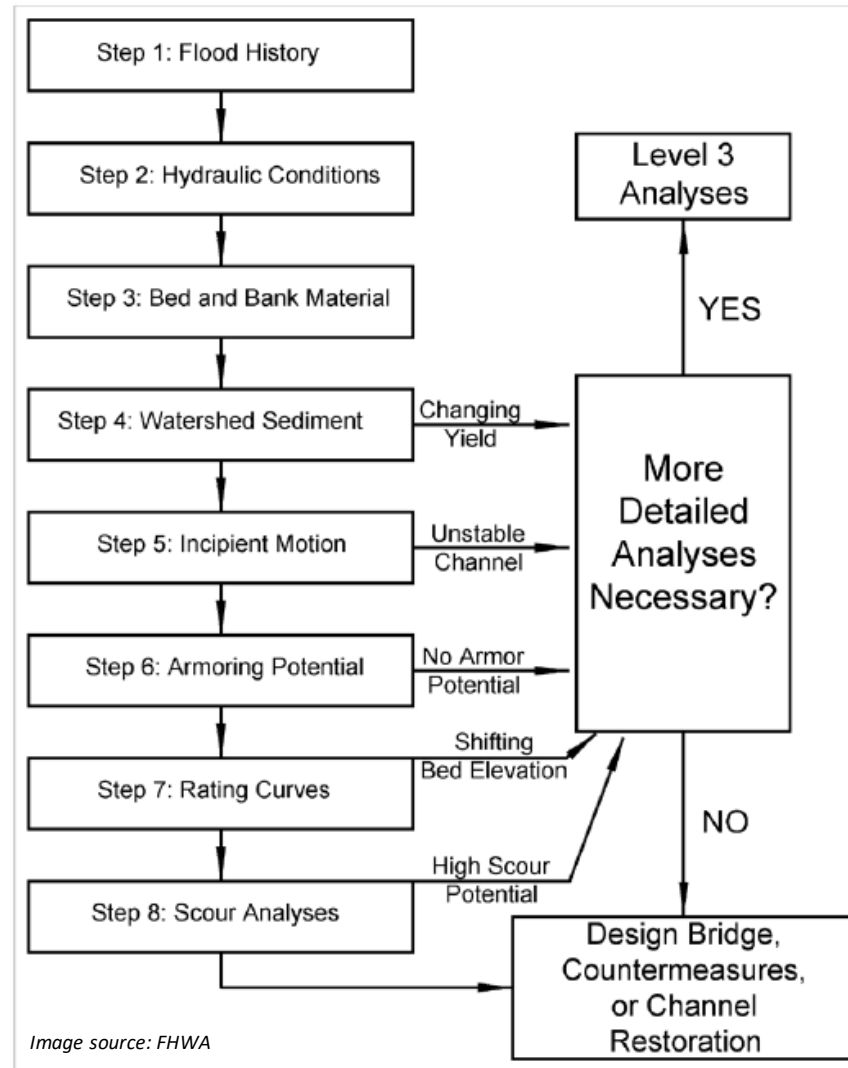 Step 1: Flood History
Step 2: Hydraulic Conditions
Step 3: Bed and Bank Material
Step 4: Watershed Sediment
Changing
Yield
Step 5: Incipient Motion
Unstable
Channel
Step 6: Armoring Potential
No Armor
Potential
Step 7: Rating Curves
Shifting
Bed Elevation
Step 8: Scour Analyses
High Scour
Potential
Level 3
Analyses
YES
More
Detailed
Analyses
Necessary?
NO
Design Bridge,
Countermeasures,
or Channel
Restoration
Image source: FHWA